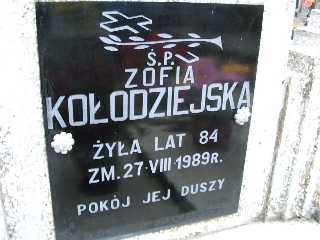 Ś.P.
ZOFIA
KOŁODZIEJSKA
ŻYŁA LAT 84
ZM. 27·VIII·1989R.
POKÓJ JEJ DUSZY